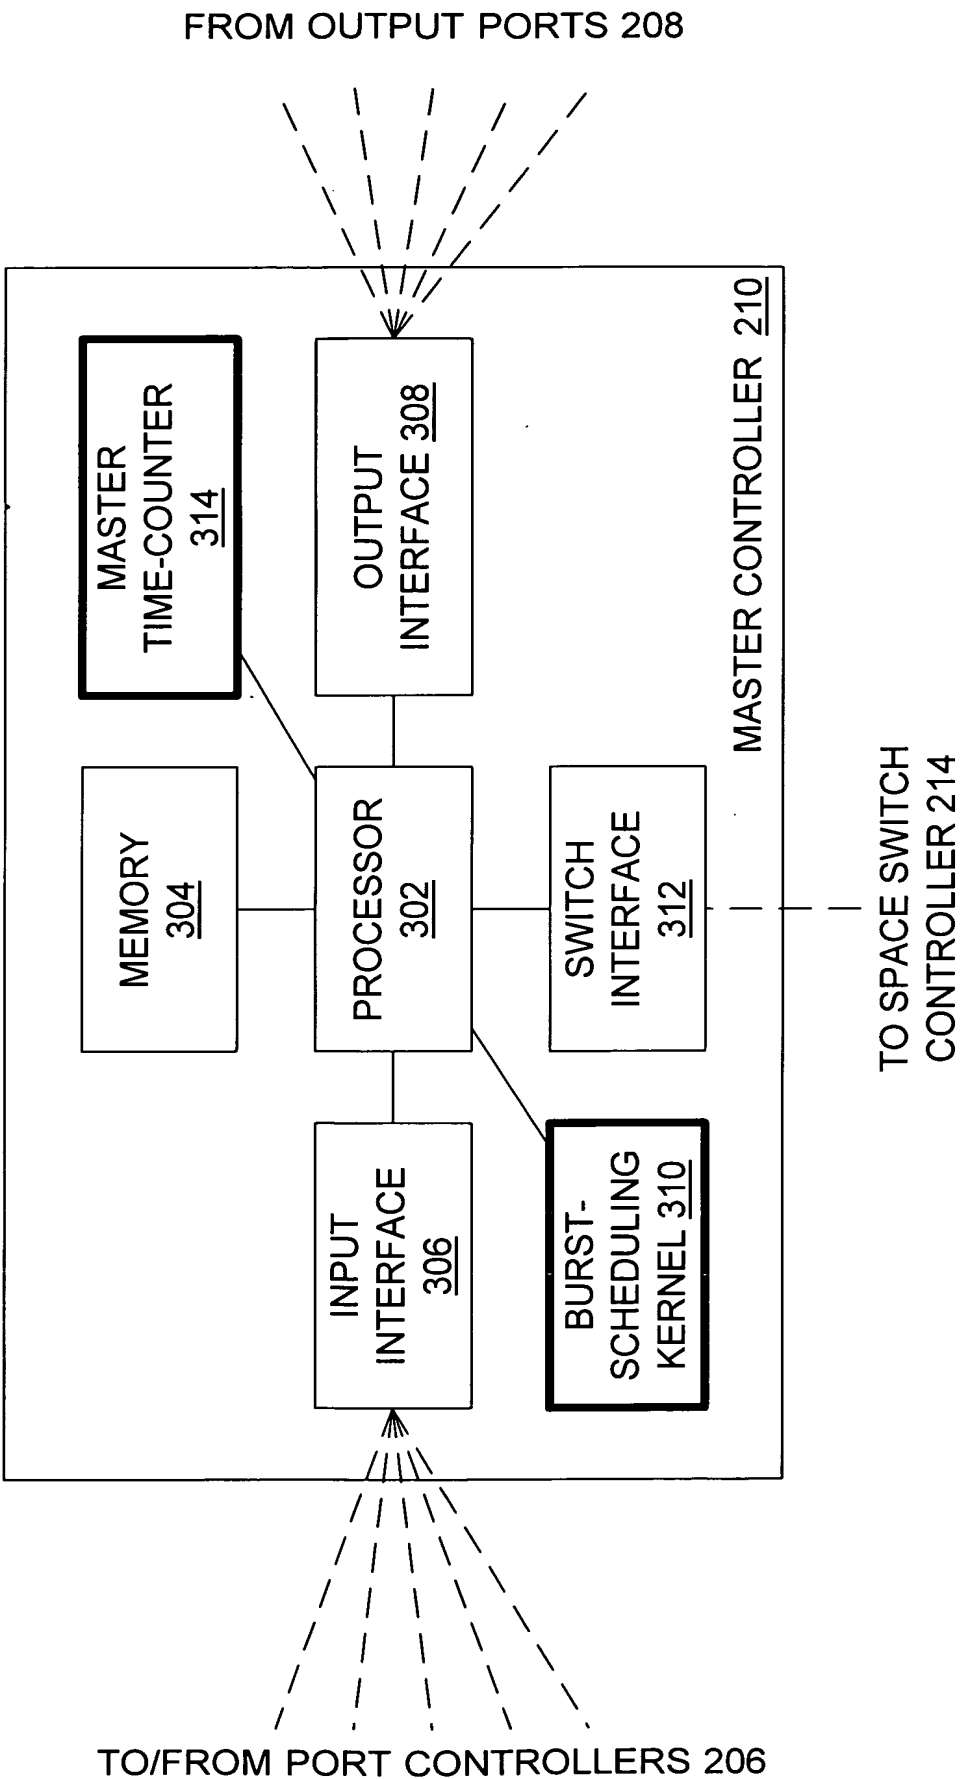 FROM OUTPUT PORTS 208
MASTER
TIME-COUNTER
314
OUTPUT
INTERFACE 308
MASTER CONTROLLER 210
MEMORY
304
PROCESSOR
302
SWITCH
INTERFACE
312
TO SPACE SWITCH
CONTROLLER 214
INPUT
INTERFACE
306
BURST-
SCHEDULING
KERNEL 310
TO/FROM PORT CONTROLLERS 206